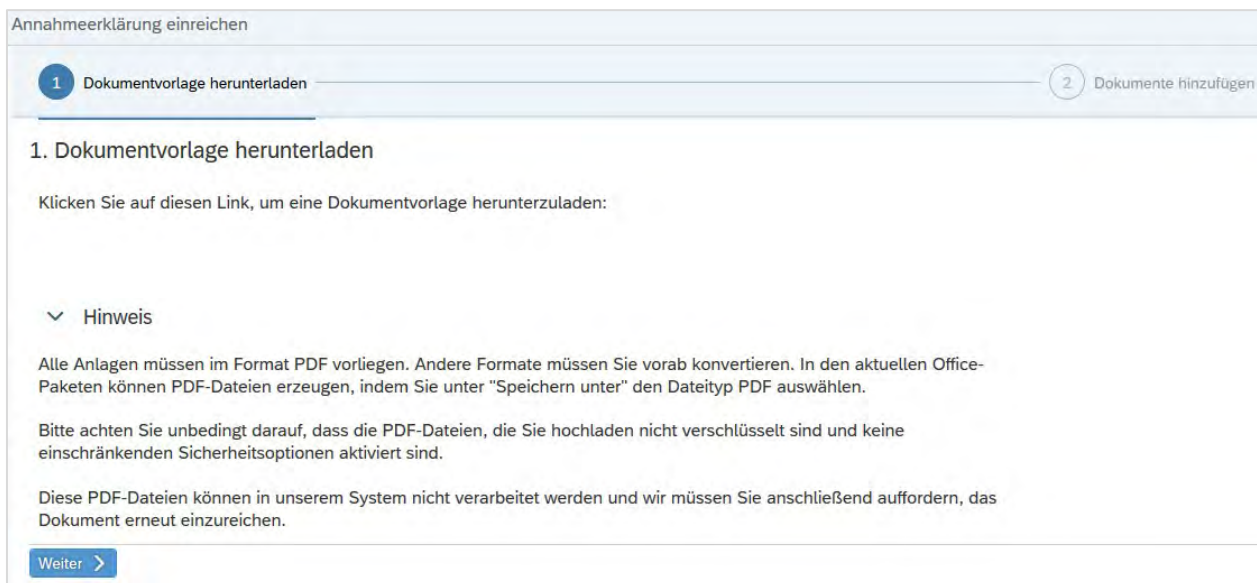 Annahmeerklärung einreichen
1 Dokumentvorlage herunterladen 2 Dokumente hinzufügen
1. Dokumentvorlage herunterladen
Klicken Sie auf diesen Link, um eine Dokumentvorlage herunterzuladen:
Hinweis
Alle Anlagen müssen im Format PDF vorliegen. Andere Formate müssen Sie vorab konvertieren. In den aktuellen Office-
Paketen können PDF-Dateien erzeugen, indem Sie unter "Speichern unter" den Dateityp PDF auswählen.
Bitte achten Sie unbedingt darauf, dass die PDF-Dateien, die Sie hochladen nicht verschlüsselt sind und keine
einschränkenden Sicherheitsoptionen aktiviert sind.
Diese PDF-Dateien können in unserem System nicht verarbeitet werden und wir müssen Sie anschließend auffordern, das
Dokument erneut einzureichen.
Weiter